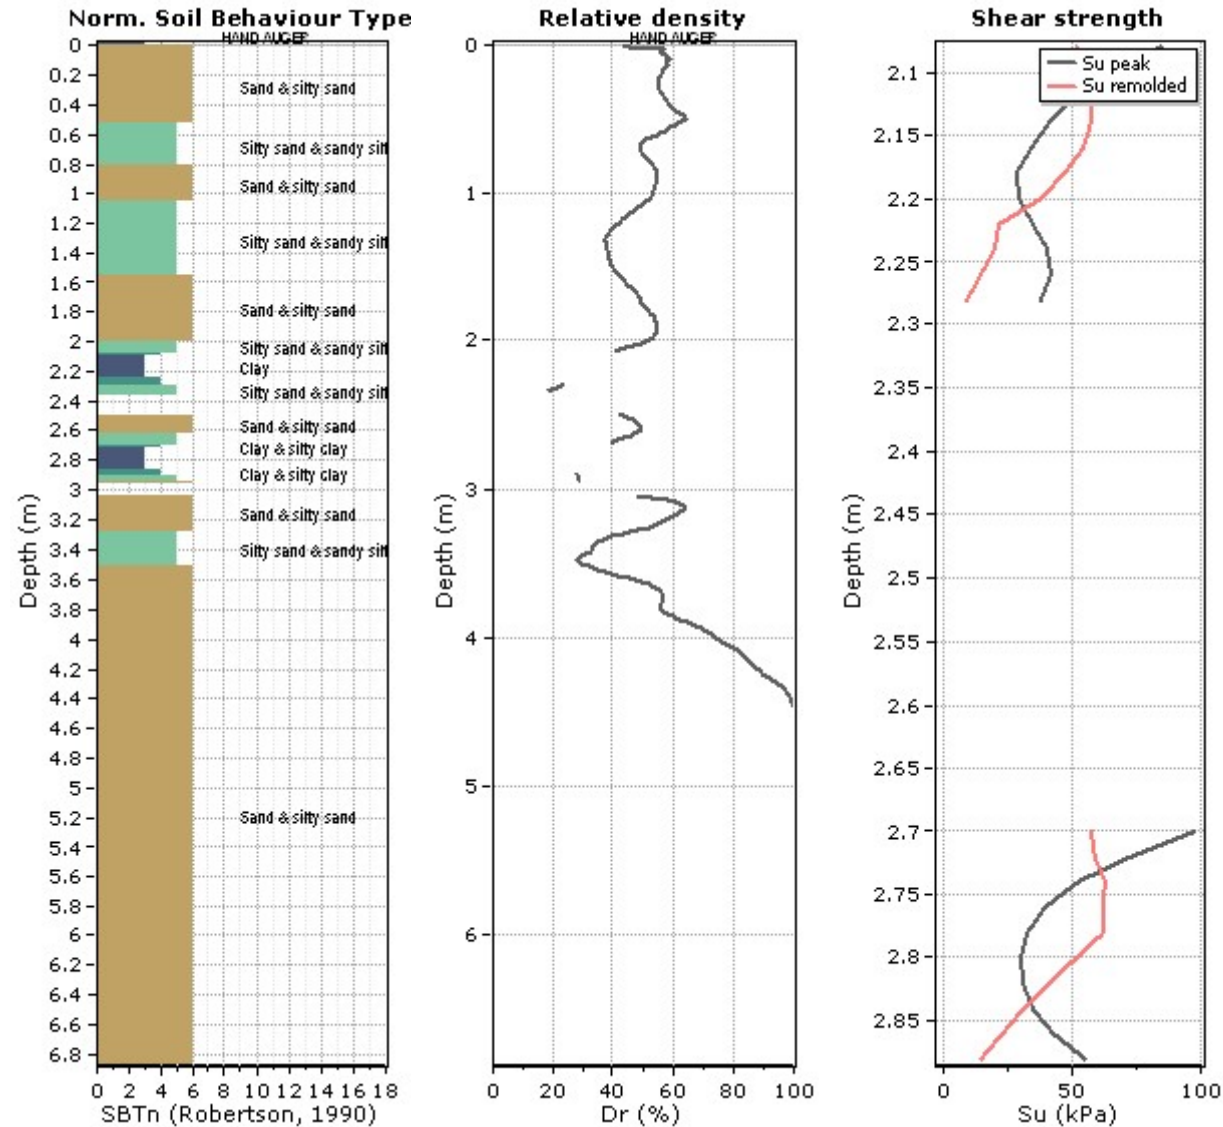 Norm. Soil Behaviour Type
HAND AUGER
0
0.2
0.4
0.6
0.8
1
1.2
1.4
1.6
1.8
2
2.2
2.4
2.6
2.8
3
3.2
3.4
3.6
3.8
4
4.2
4.4
4.6
4.8
5
5.2
5.4
5.6
5.8
6
6.2
6.4
6.6
6.8
Depth (m)
Sand & silty sand
Silty sand & sandy silt
Sand & silty sand
Silty sand & sandy silt
Sand & silty sand
Silty sand & sandy silt
Clay
Silty sand & sandy silt
Sand & silty sand
Clay & silty clay
Clay & silty clay
Sand & silty sand
Silty sand & sandy silt
Sand & silty sand
0 2 4 6 8 10 12 14 16 18
SBTn (Robertson, 1990)
Relative density
HAND AUGER
0
1
2
3
4
5
6
Depth (m)
0 20 40 60 80 100
Dr (%)
Shear strength
Su peak
Su remolded
2.1
2.15
2.2
2.25
2.3
2.35
2.4
2.45
2.5
2.55
2.6
2.65
2.7
2.75
2.8
2.85
Depth (m)
0 50 100
Su (kPa)